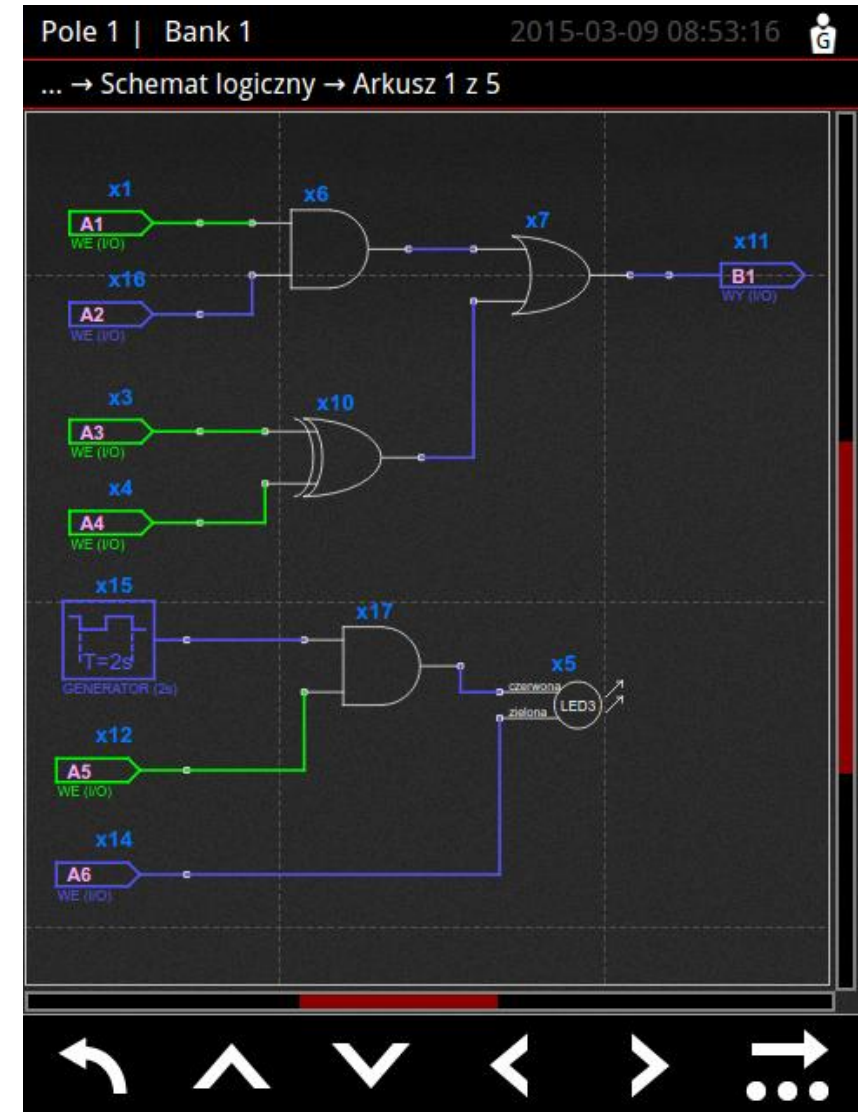 Pole 1 | Bank 1 2015-03-09 08:53:16 G
... → Schemat logiczny → Arkusz 1 z 5
x1
A1
WE (I/O)
x6
x7
x11
B1
WY (I/O)
x16
A2
WE (I/O)
x3
A3
WE (I/O)
x10
x4
A4
WE (I/O)
x15
T=2s
GENERATOR (2s)
x17
x5
czerwona
zielona
LED3
x12
A5
WE (I/O)
x14
A6
WE (I/O)